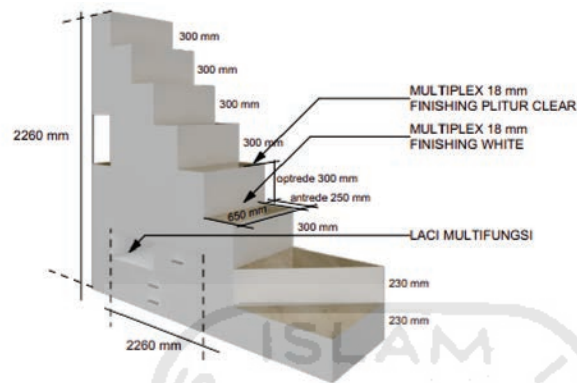 300 mm
300 mm
300 mm
MULTIPLEX 18 mm
FINISHING PLITUR CLEAR
2260 mm
MULTIPLEX 18 mm
FINISHING WHITE
300 mm
optrede 300 mm
antrede 250 mm
650 mm
300 mm
LACI MULTIFUNGSI
230 mm
230 mm
2260 mm
ISLAM